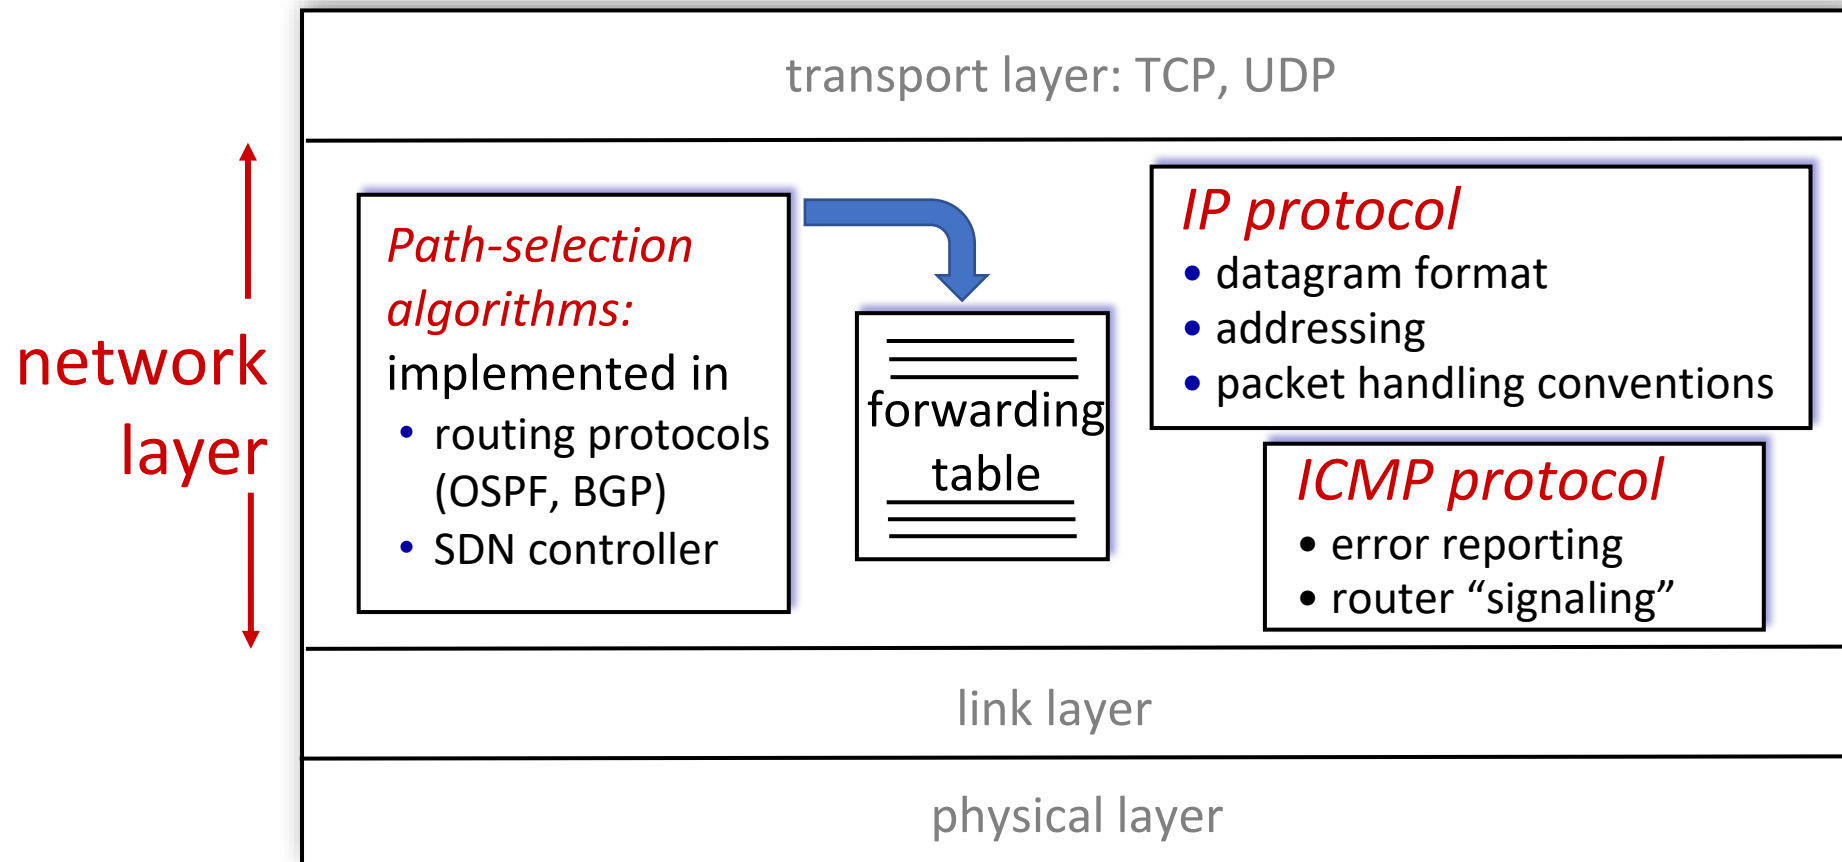 transport layer: TCP, UDP
network
layer
Path-selection
algorithms:
implemented in
• routing protocols
(OSPF, BGP)
• SDN controller
forwarding
table
IP protocol
• datagram format
• addressing
• packet handling conventions
ICMP protocol
• error reporting
• router “signaling”
link layer
physical layer